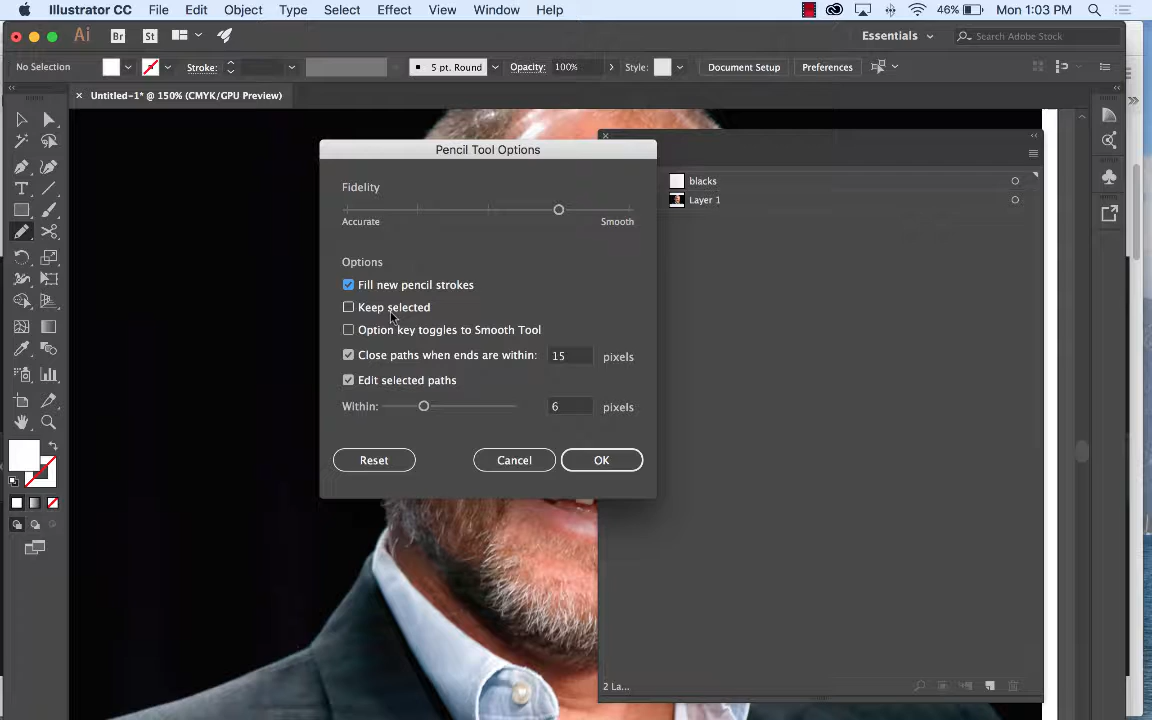 Illustrator CC File Edit Object Type Select Effect View Window Help 46% Mon 1:03 PM
Ai Br St Essentials Search Adobe Stock
No Selection Stroke: 5 pt. Round Opacity: 100% Style: Document Setup Preferences
× Untitled-1* @ 150% (CMYK/GPU Preview)
Pencil Tool Options
Fidelity
blacks
Layer 1
Accurate Smooth
Options
Fill new pencil strokes
Keep selected
Option key toggles to Smooth Tool
Close paths when ends are within: 15 pixels
Edit selected paths
Within: 6 pixels
Reset Cancel OK
2 La...